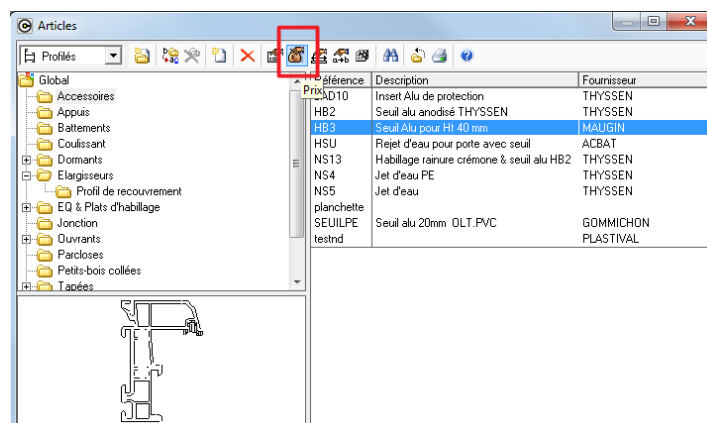 Articles
Profilés
Prix
Global
Accessoires
Appuis
Battements
Coulissant
Dormants
Elargisseurs
Profil de recouvrement
EQ & Plats d'habillage
Jonction
Ouvrants
Parcloses
Petits-bois collées
Tapées
Référence Description Fournisseur
SAD10 Insert Alu de protection THYSSEN
HB2 Seuil alu anodisé THYSSEN THYSSEN
HB3 Seuil Alu pour Ht 40 mm MAUGIN
HSU Rejet d'eau pour porte avec seuil ACBAT
NS13 Habillage rainure crémone & seuil alu HB2 THYSSEN
NS4 Jet d'eau PE THYSSEN
NS5 Jet d'eau THYSSEN
planchette
SEUILPE Seuil alu 20mm OLT.PVC GOMMICHON
testnd PLASTIVAL